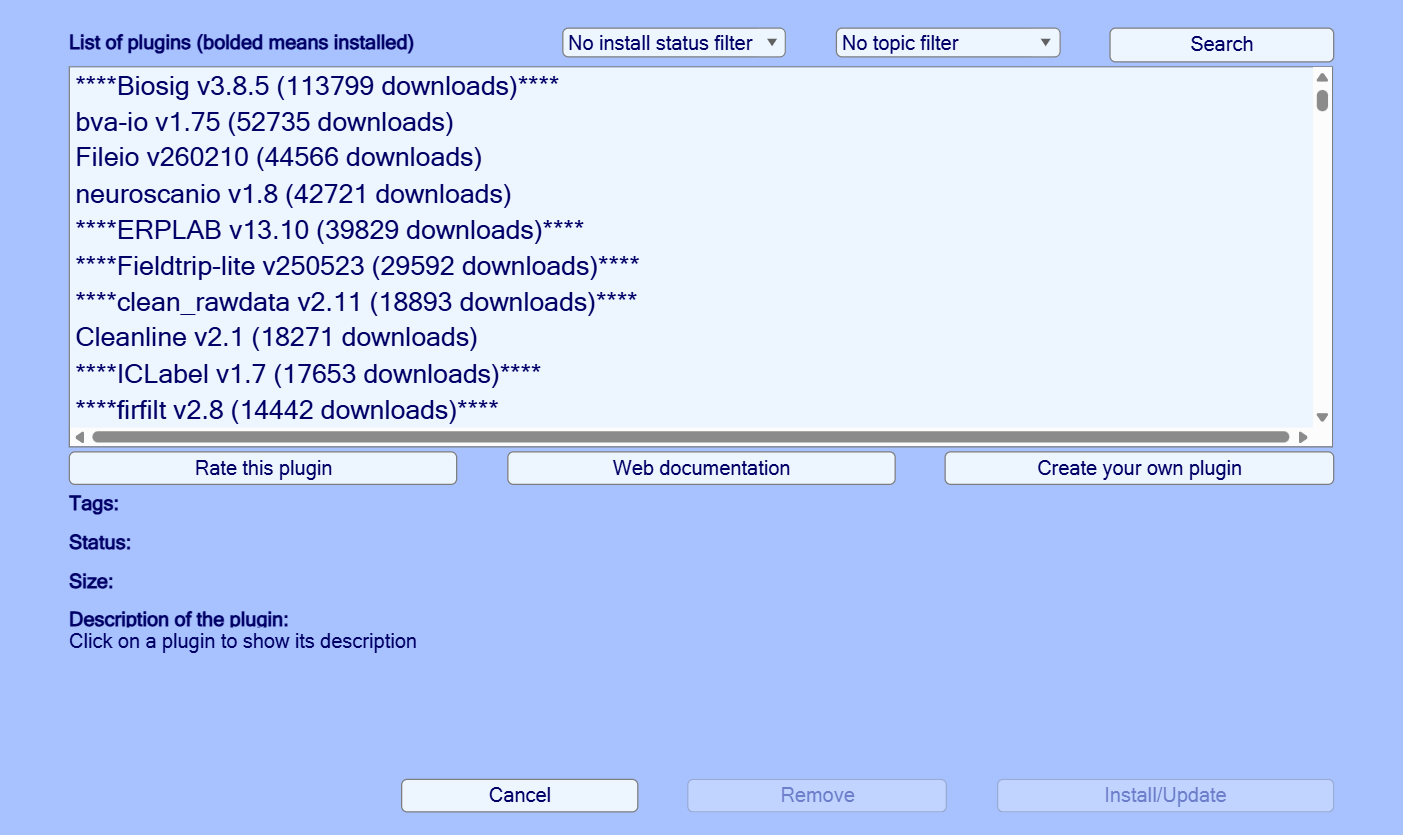 List of plugins (bolded means installed)
No install status filter
No topic filter
Search
****Biosig v3.8.5 (113799 downloads)****
bva-io v1.75 (52735 downloads)
Fileio v260210 (44566 downloads)
neuroscanio v1.8 (42721 downloads)
****ERPLAB v13.10 (39829 downloads)****
****Fieldtrip-lite v250523 (29592 downloads)****
****clean_rawdata v2.11 (18893 downloads)****
Cleanline v2.1 (18271 downloads)
****ICLabel v1.7 (17653 downloads)****
****firfilt v2.8 (14442 downloads)****
Rate this plugin
Web documentation
Create your own plugin
Tags:
Status:
Size:
Description of the plugin:
Click on a plugin to show its description
Cancel
Remove
Install/Update